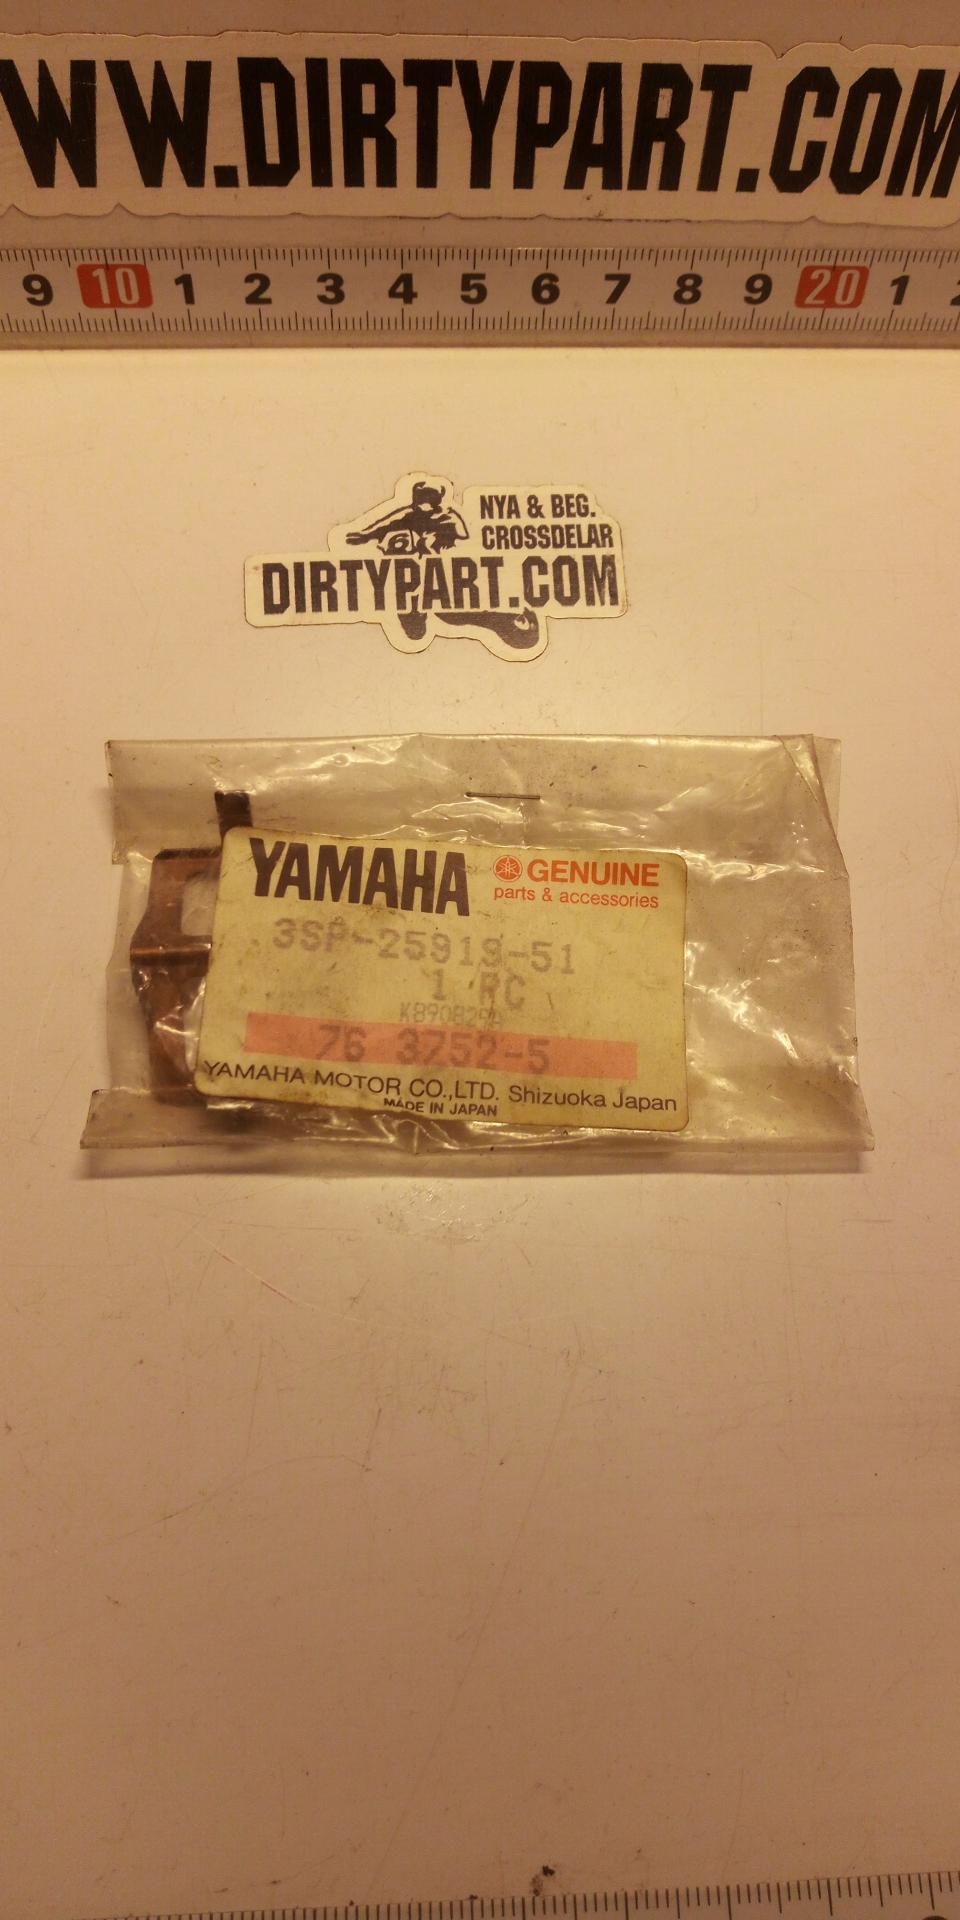 WW.DIRTYPART.COM
9 10 1 2 3 4 5 6 7 8 9 20 1
NYA & BEG.
CROSSDELAR
DIRTYPART.COM
YAMAHA GENUINE
parts & accessories
3SP-25919-51
1 PC
76 3752-5
YAMAHA MOTOR CO.,LTD. Shizuoka Japan
MADE IN JAPAN